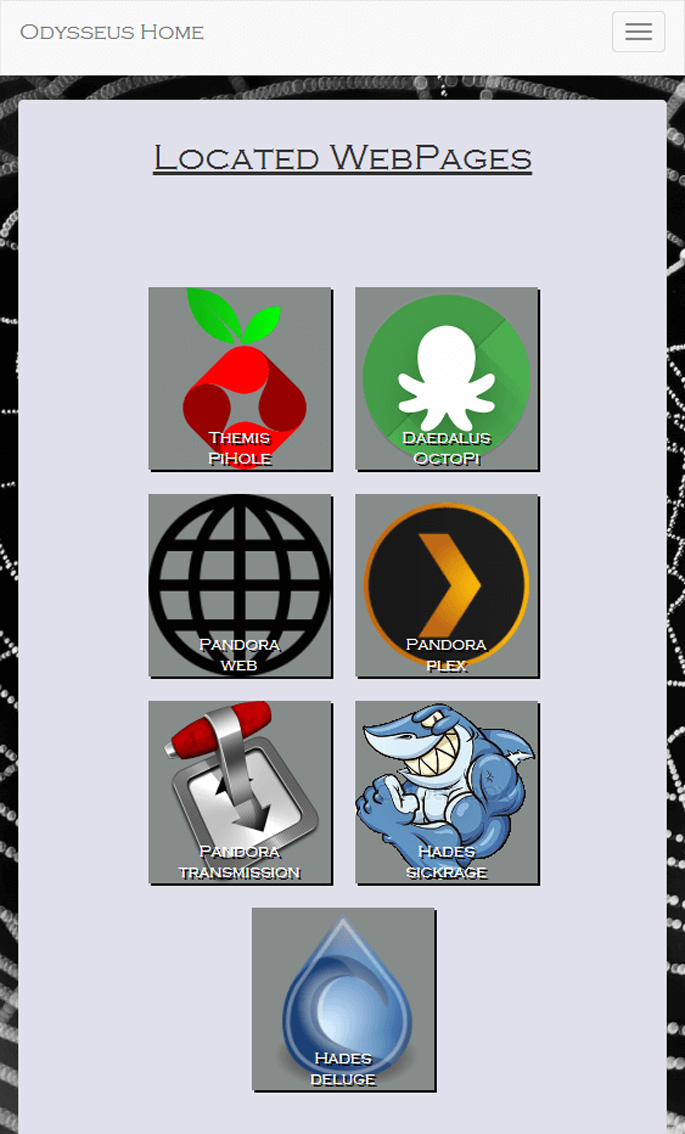 Odysseus Home
Located WebPages
Themis
PiHole
Daedalus
OctoPi
Pandora
web
Pandora
plex
Pandora
transmission
Hades
sickrage
Hades
deluge